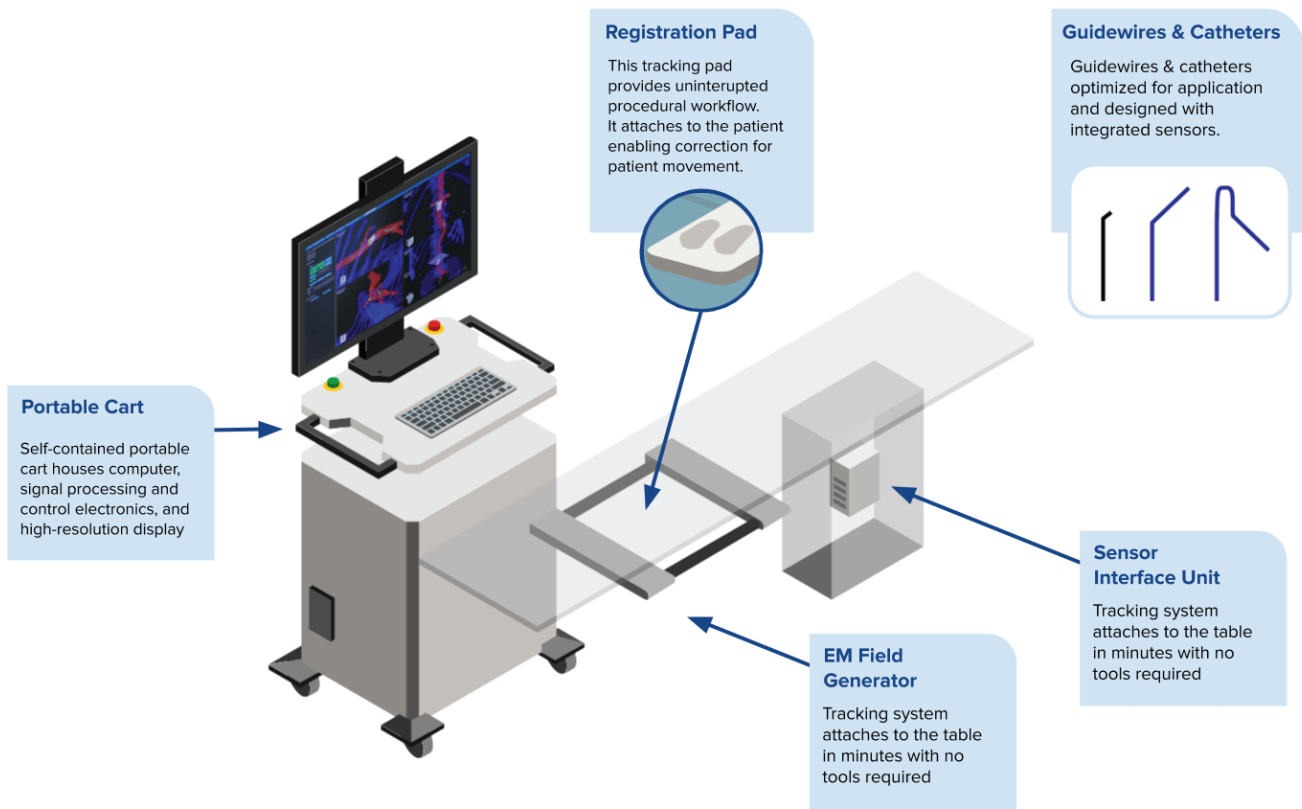 Registration Pad
This tracking pad
provides uninterupted
procedural workflow.
It attaches to the patient
enabling correction for
patient movement.
Guidewires & Catheters
Guidewires & catheters
optimized for application
and designed with
integrated sensors.
Portable Cart
Self-contained portable
cart houses computer,
signal processing and
control electronics, and
high-resolution display
Sensor
Interface Unit
Tracking system
attaches to the table
in minutes with no
tools required
EM Field
Generator
Tracking system
attaches to the table
in minutes with no
tools required